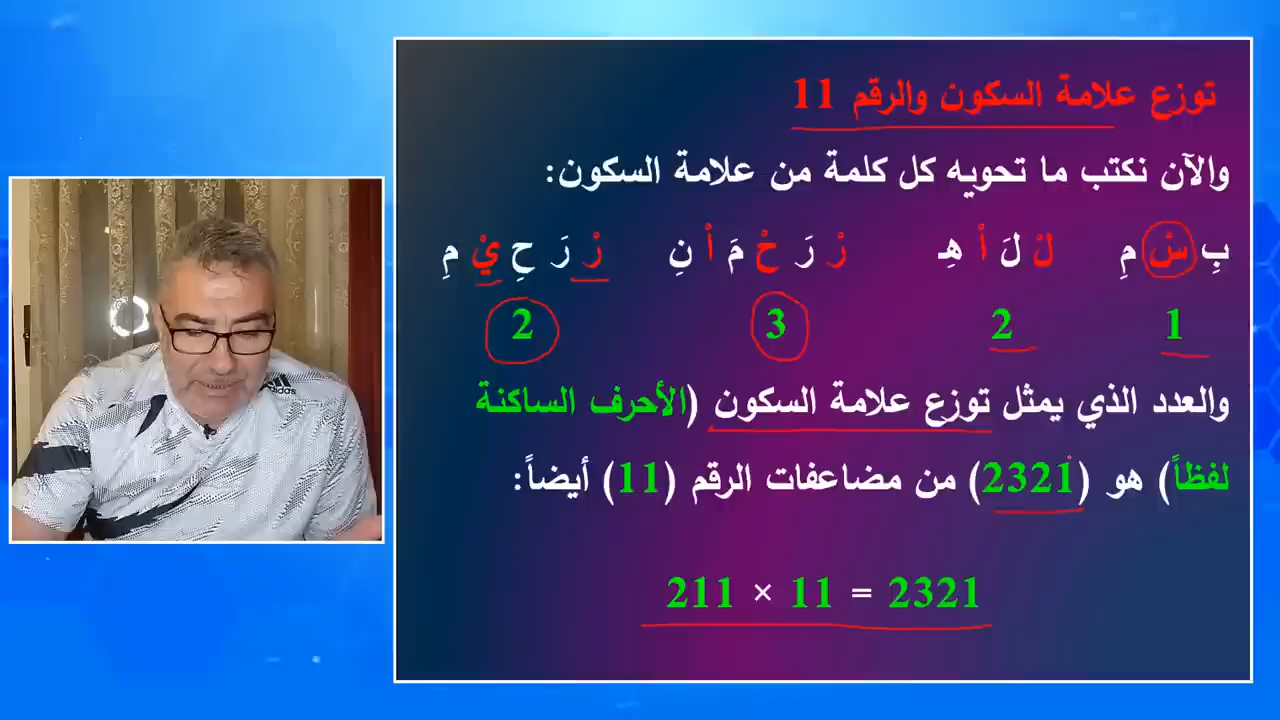 توزع علامة السكون والرقم 11
والآن نكتب ما تحويه كل كلمة من علامة السكون:
بِ سْ مِ لْ لَ اْ هِ رْ رَ حْ مَ اْ نِ رْ رَ حِ يْ مِ
1 2 3 2
والعدد الذي يمثل توزع علامة السكون (الأحرف الساكنة
لفظاً) هو (2321) من مضاعفات الرقم (11) أيضاً:
2321 = 11 × 211
adidas